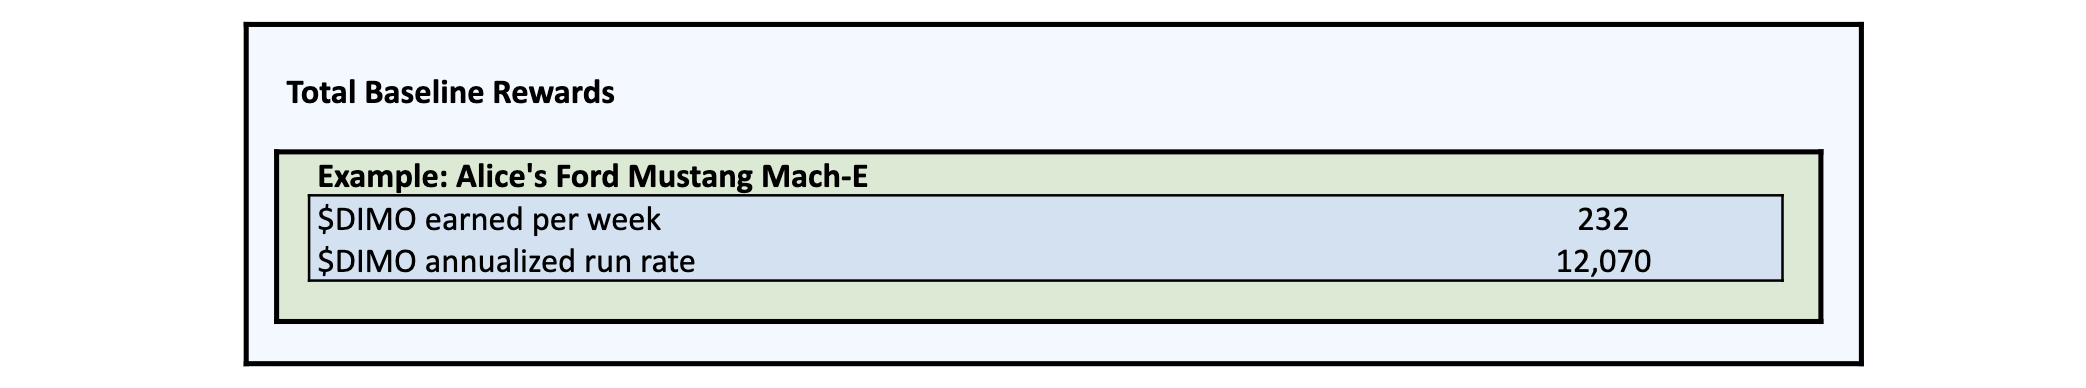 Total Baseline Rewards
Example: Alice's Ford Mustang Mach-E
$DIMO earned per week 232
$DIMO annualized run rate 12,070